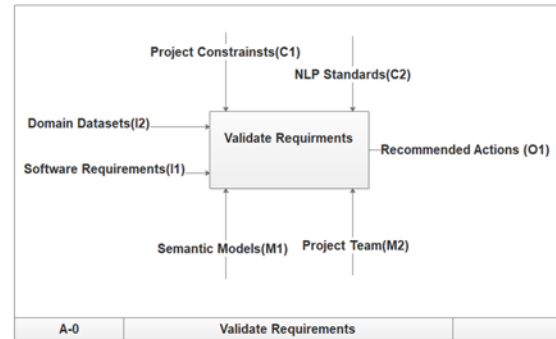 Project Constrainsts(C1)
NLP Standards(C2)
Domain Datasets(I2)
Validate Requirments
Recommended Actions (O1)
Software Requirements(I1)
Semantic Models(M1)
Project Team(M2)
A-0
Validate Requirements